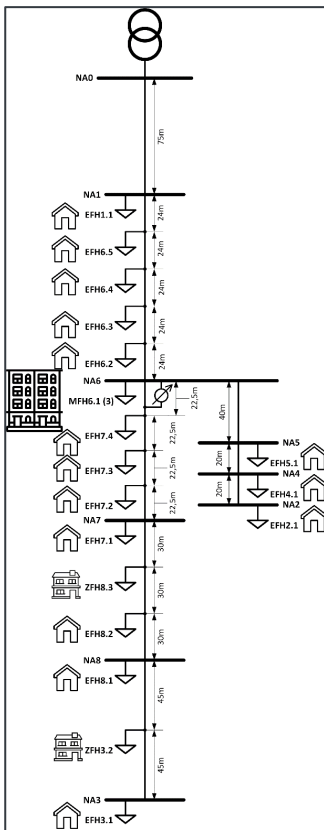 NA0
75m
NA1
EFH1.1
24m
EFH6.5
24m
EFH6.4
24m
EFH6.3
24m
EFH6.2
24m
NA6
MFH6.1 (3)
22,5m
40m
EFH7.4
22,5m
NA5
EFH5.1
EFH7.3
22,5m
20m
NA4
EFH4.1
EFH7.2
22,5m
20m
NA2
NA7
EFH2.1
EFH7.1
30m
ZFH8.3
30m
EFH8.2
30m
NA8
EFH8.1
45m
ZFH3.2
45m
NA3
EFH3.1